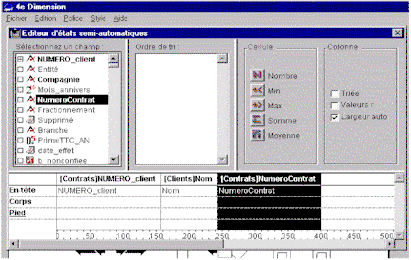 4e Dimension
Fichier Edition Police Style Aide
Editeur d'états semi-automatiques
Sélectionnez un champ
Ordre de tri :
Cellule
Colonne
NUMERO_client
Entité
Compagnie
Mois_annivers
NumeroContrat
Fractionnement
Supprimé
Branche
PrimeTTC_AN
date_effet
b_nonconfiee
Nombre
Min
Max
Somme
Moyenne
Triée
Valeurs r
Largeur auto
[Contrats]NUMERO_client [Clients]Nom [Contrats]NumeroContrat
En tête NUMERO_client Nom NumeroContrat
Corps
Pied
0 50 100 150 200 250 300 350 400 450 500